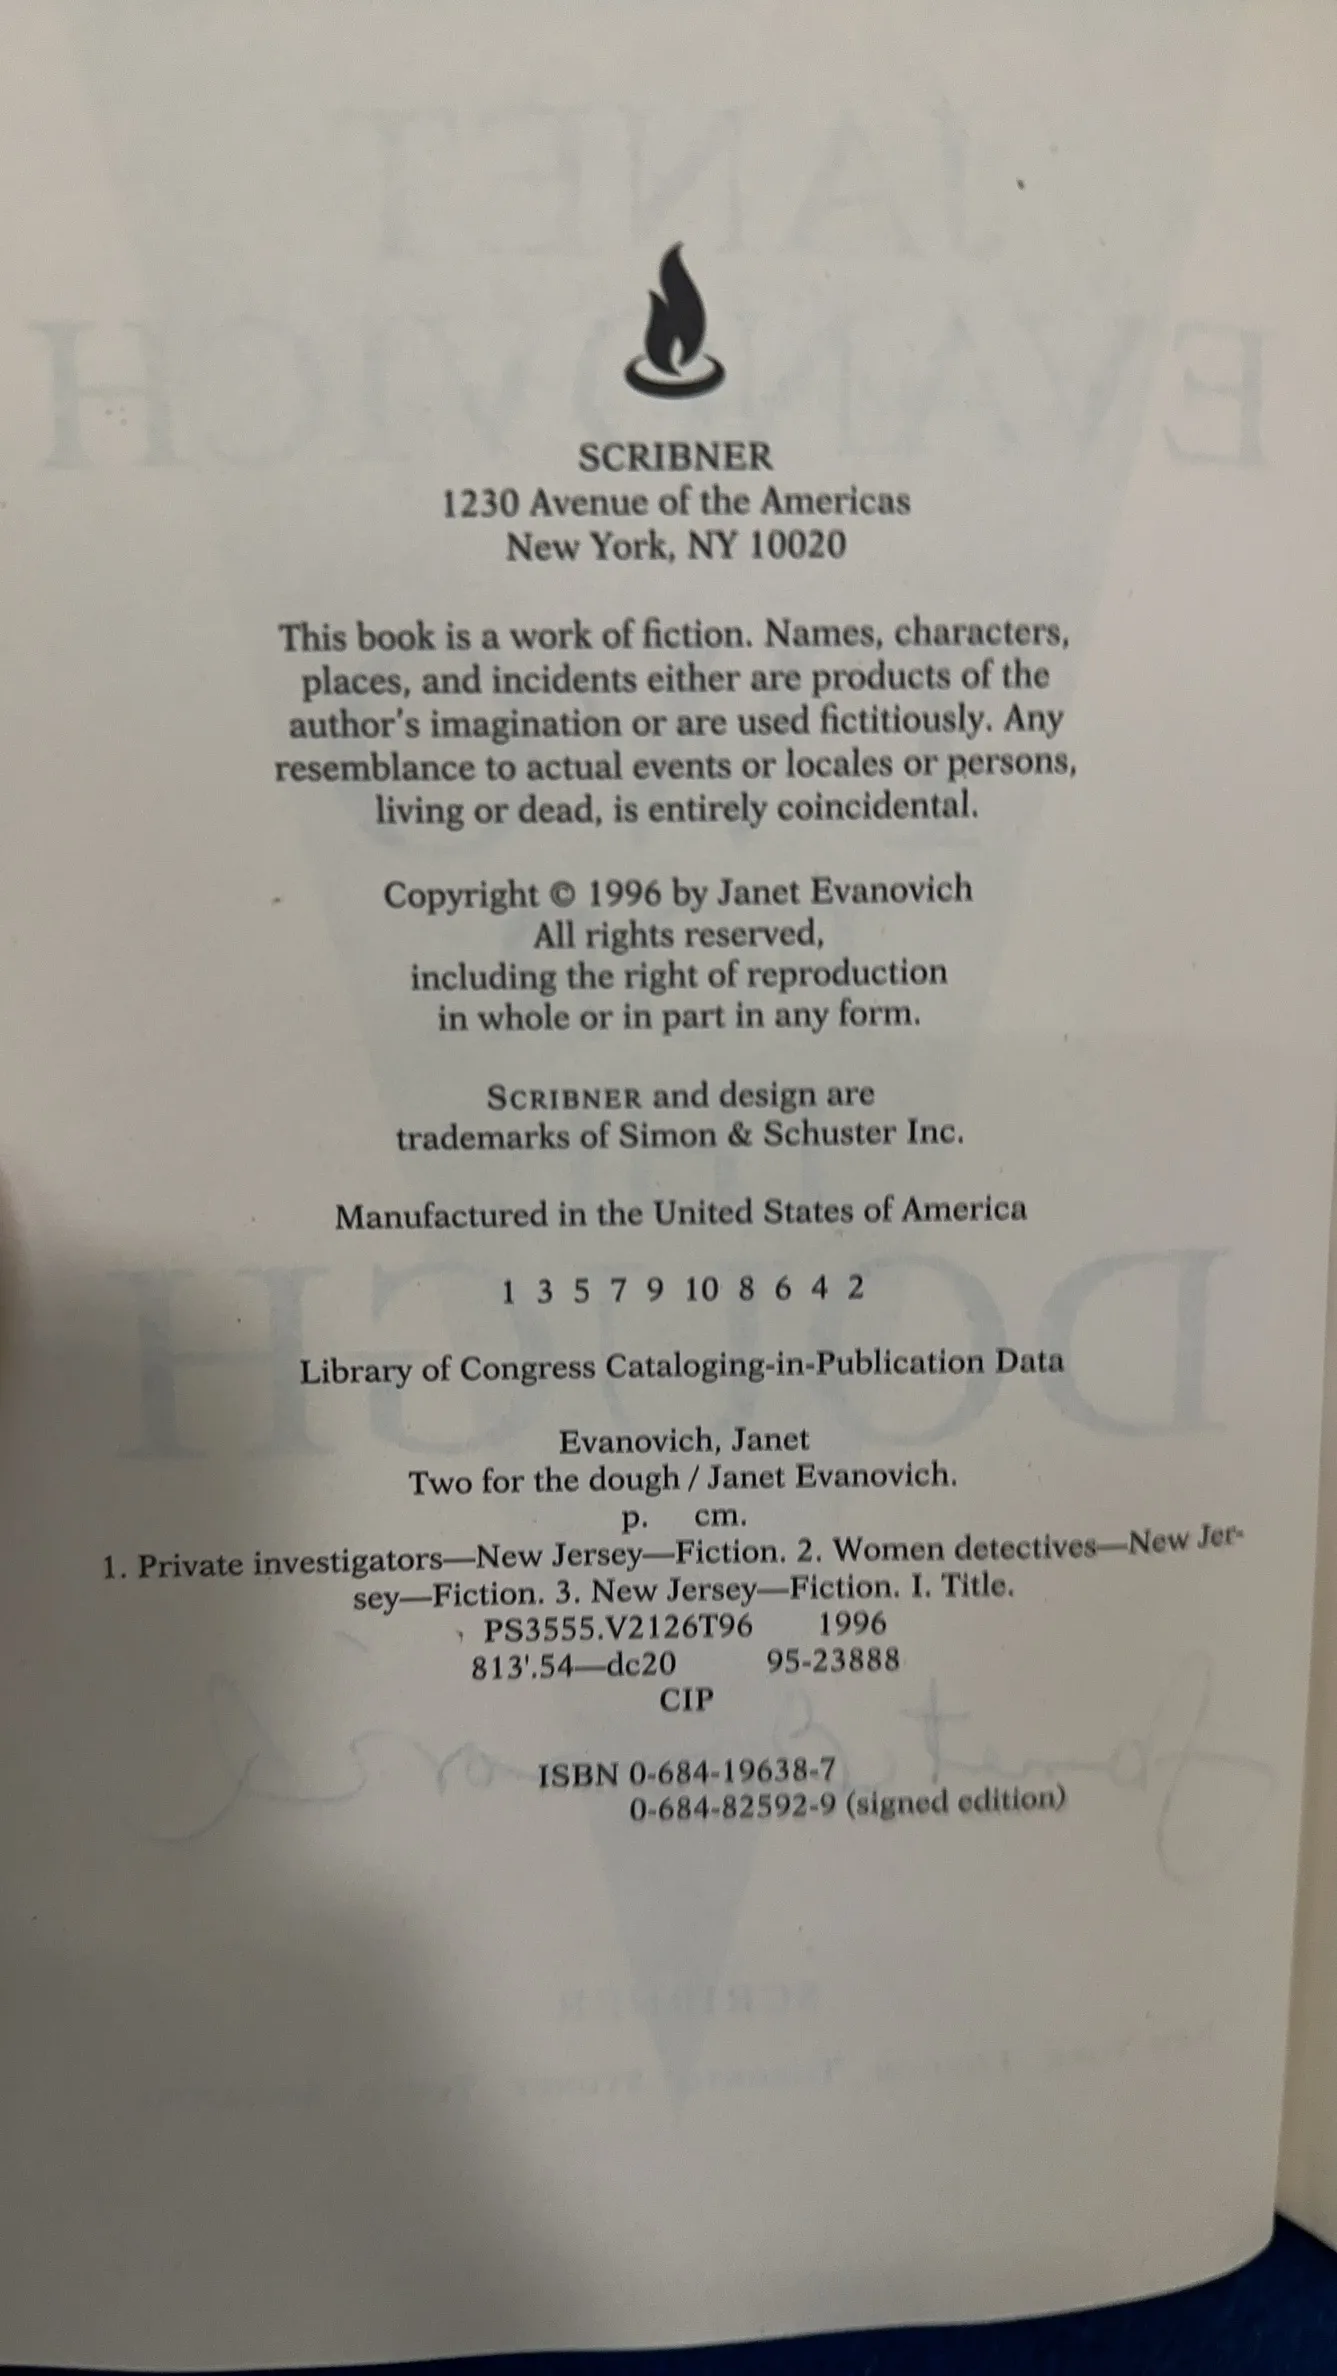 SCRIBNER
1230 Avenue of the Americas
New York, NY 10020
This book is a work of fiction. Names, characters,
places, and incidents either are products of the
author's imagination or are used fictitiously. Any
resemblance to actual events or locales or persons,
living or dead, is entirely coincidental.
Copyright © 1996 by Janet Evanovich
All rights reserved,
including the right of reproduction
in whole or in part in any form.
SCRIBNER and design are
trademarks of Simon & Schuster Inc.
Manufactured in the United States of America
1 3 5 7 9 10 8 6 4 2
Library of Congress Cataloging-in-Publication Data
Evanovich, Janet
Two for the dough / Janet Evanovich.
p. cm.
1. Private investigators—New Jersey—Fiction. 2. Women detectives—New Jer-
sey—Fiction. 3. New Jersey—Fiction. I. Title.
PS3555.V2126T96 1996
813'.54—dc20 95-23888
CIP
ISBN 0-684-19638-7
0-684-82592-9 (signed edition)